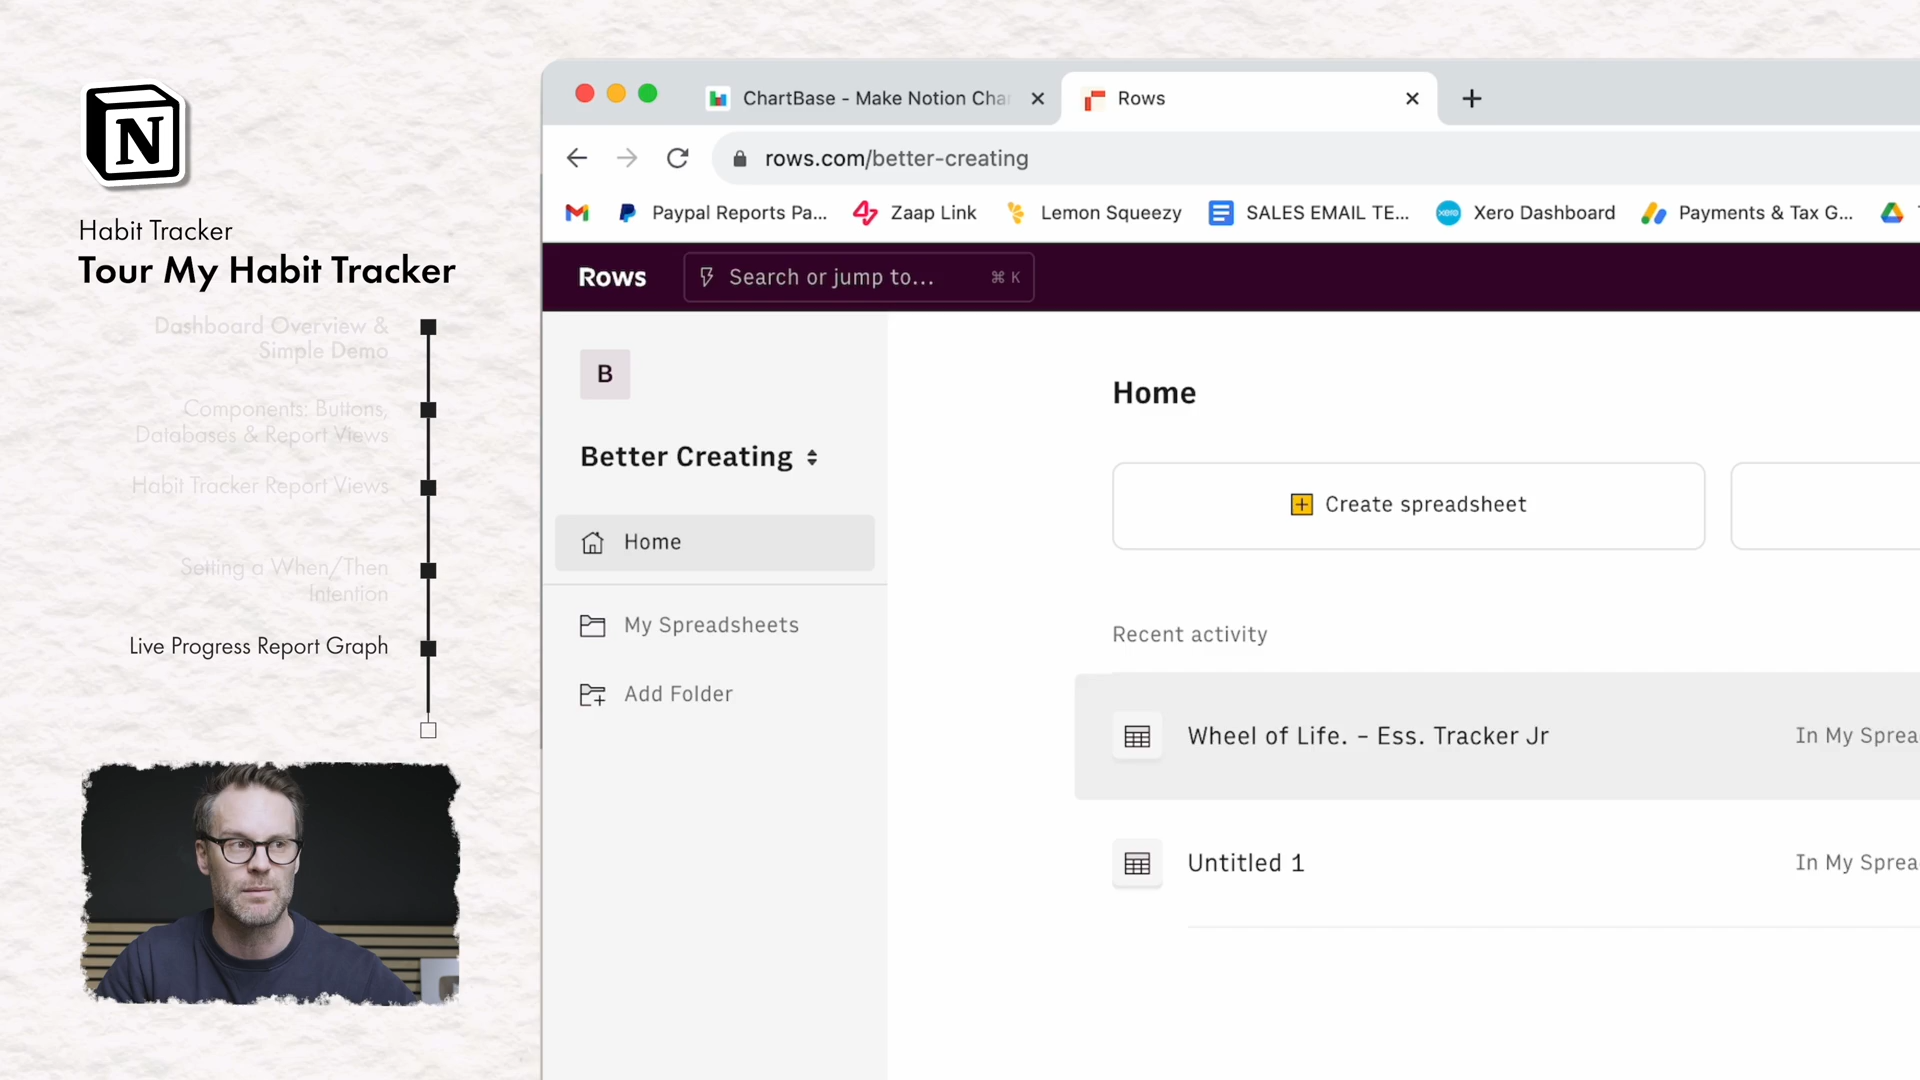 N
Habit Tracker
Tour My Habit Tracker
Dashboard Overview &
Simple Demo
Components: Buttons,
Databases & Report Views
Habit Tracker Report Views
Setting a When/Then
Intention
Live Progress Report Graph
ChartBase - Make Notion Cha
Rows
rows.com/better-creating
Paypal Reports Pa... Zaap Link Lemon Squeezy SALES EMAIL TE... xero Xero Dashboard Payments & Tax G...
Rows Search or jump to... ⌘ K
B
Better Creating
Home
My Spreadsheets
Add Folder
Home
Create spreadsheet
Recent activity
Wheel of Life. – Ess. Tracker Jr In My Sprea
Untitled 1 In My Sprea